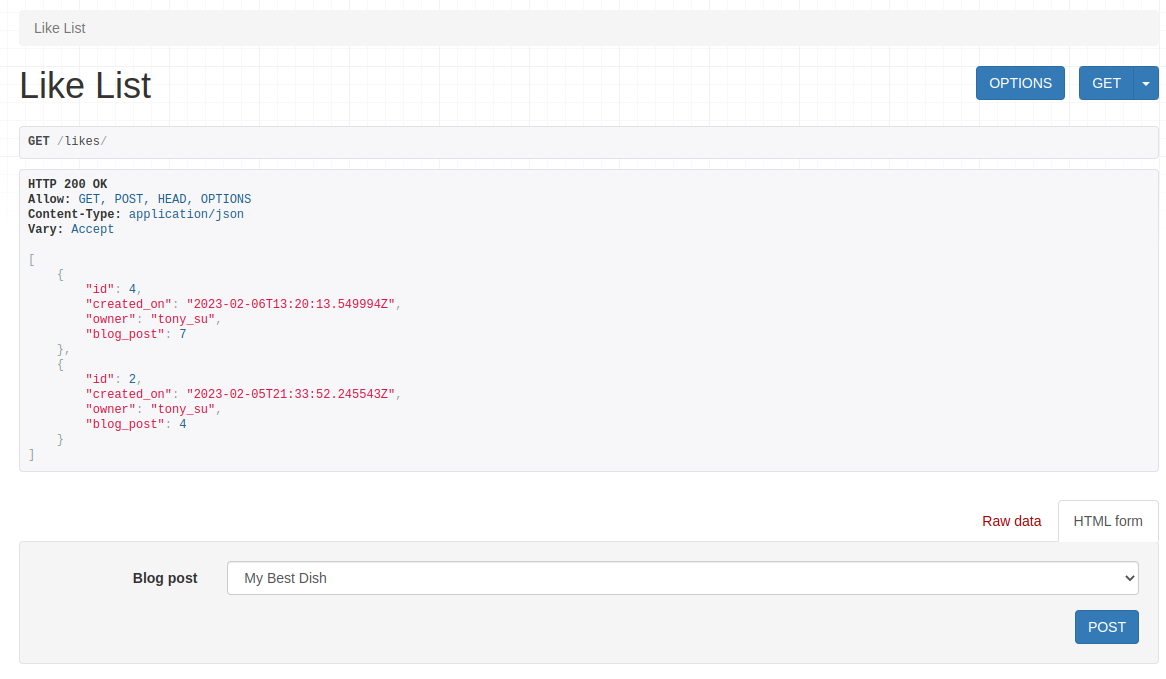 Like List
Like List
OPTIONS GET
GET /likes/
HTTP 200 OK
Allow: GET, POST, HEAD, OPTIONS
Content-Type: application/json
Vary: Accept
[
    {
        "id": 4,
        "created_on": "2023-02-06T13:20:13.549994Z",
        "owner": "tony_su",
        "blog_post": 7
    },
    {
        "id": 2,
        "created_on": "2023-02-05T21:33:52.245543Z",
        "owner": "tony_su",
        "blog_post": 4
    }
]
Raw data HTML form
Blog post My Best Dish
POST